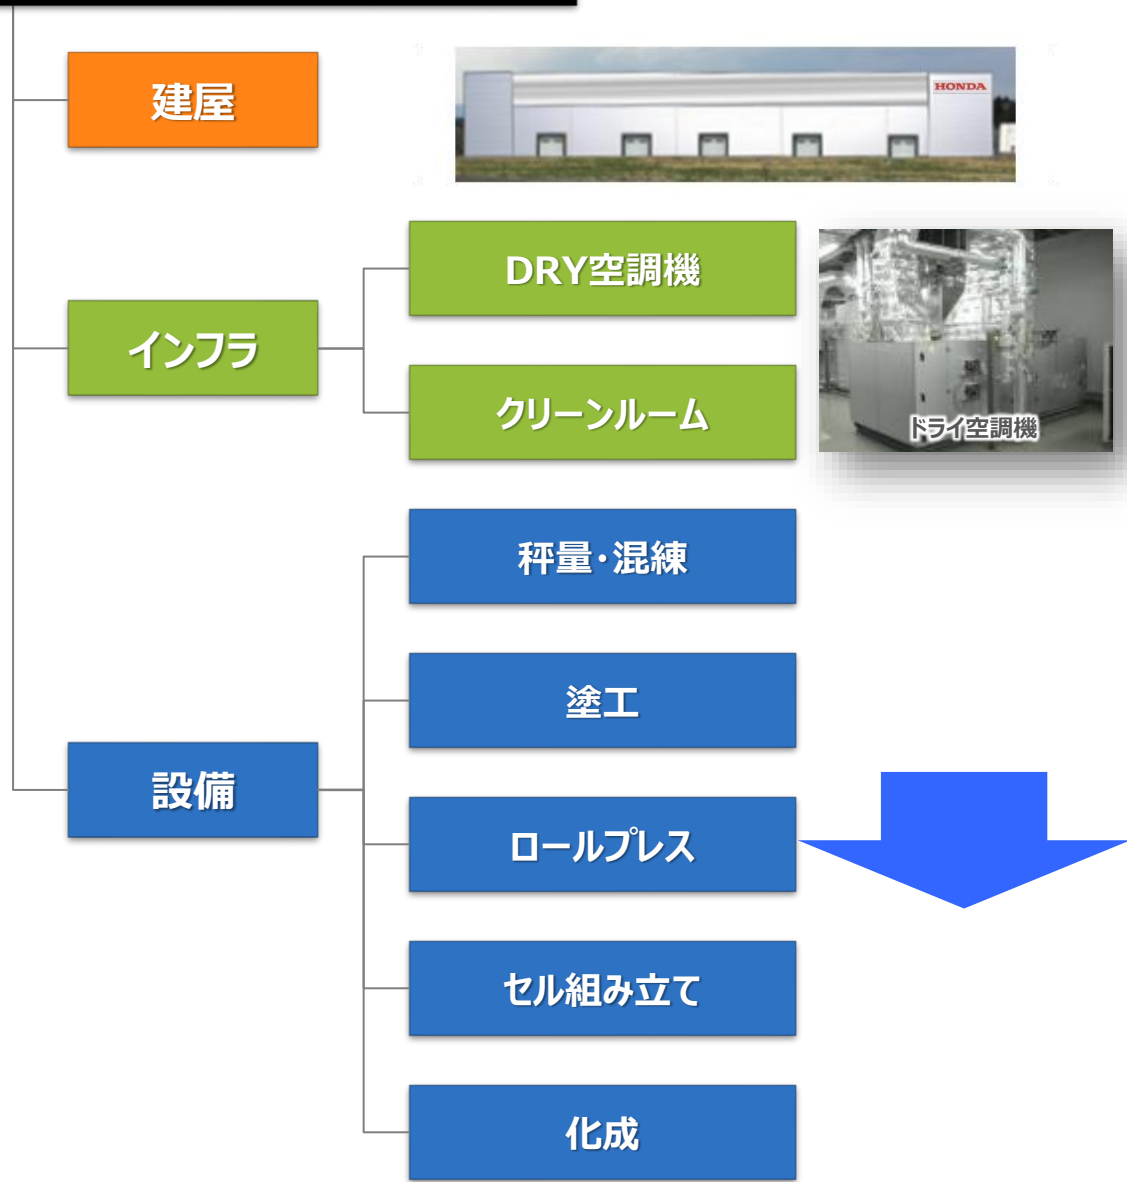 建屋
HONDA
インフラ
DRY空調機
クリーンルーム
ドライ空調機
設備
秤量・混練
塗工
ロールプレス
セル組み立て
化成